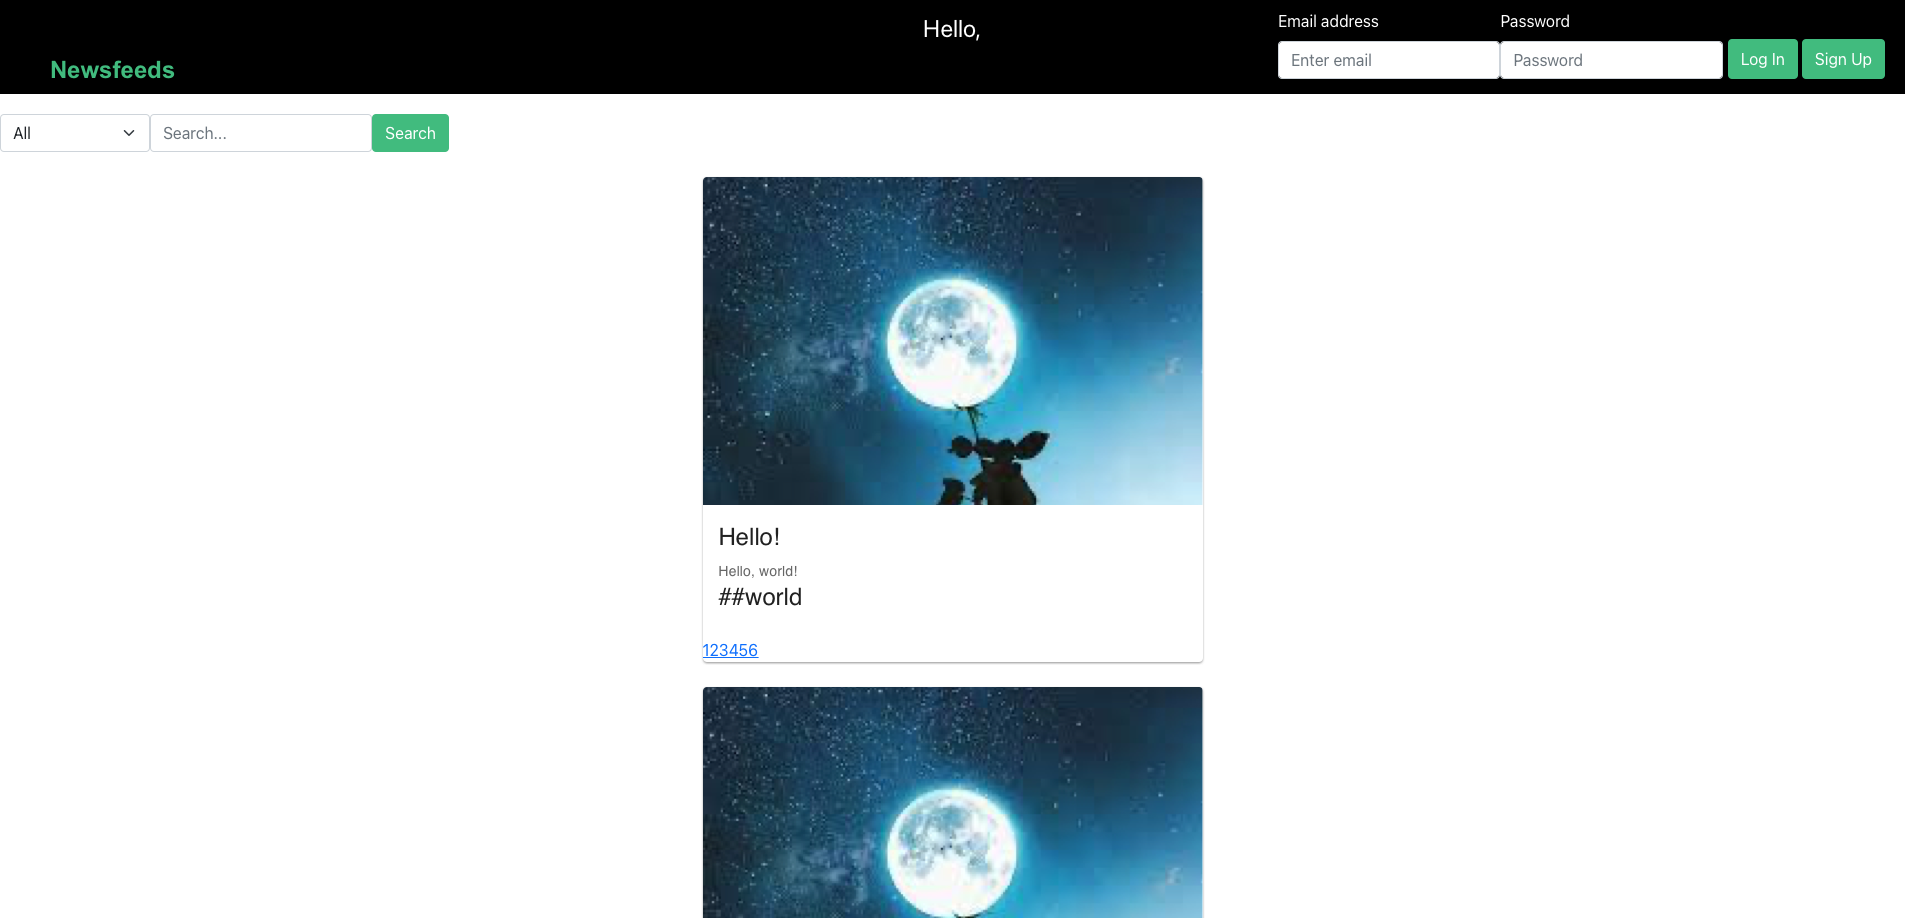 Hello,
Email address
Password
Newsfeeds
Enter email
Password
Log In
Sign Up
All
Search...
Search
Hello!
Hello, world!
##world
123456